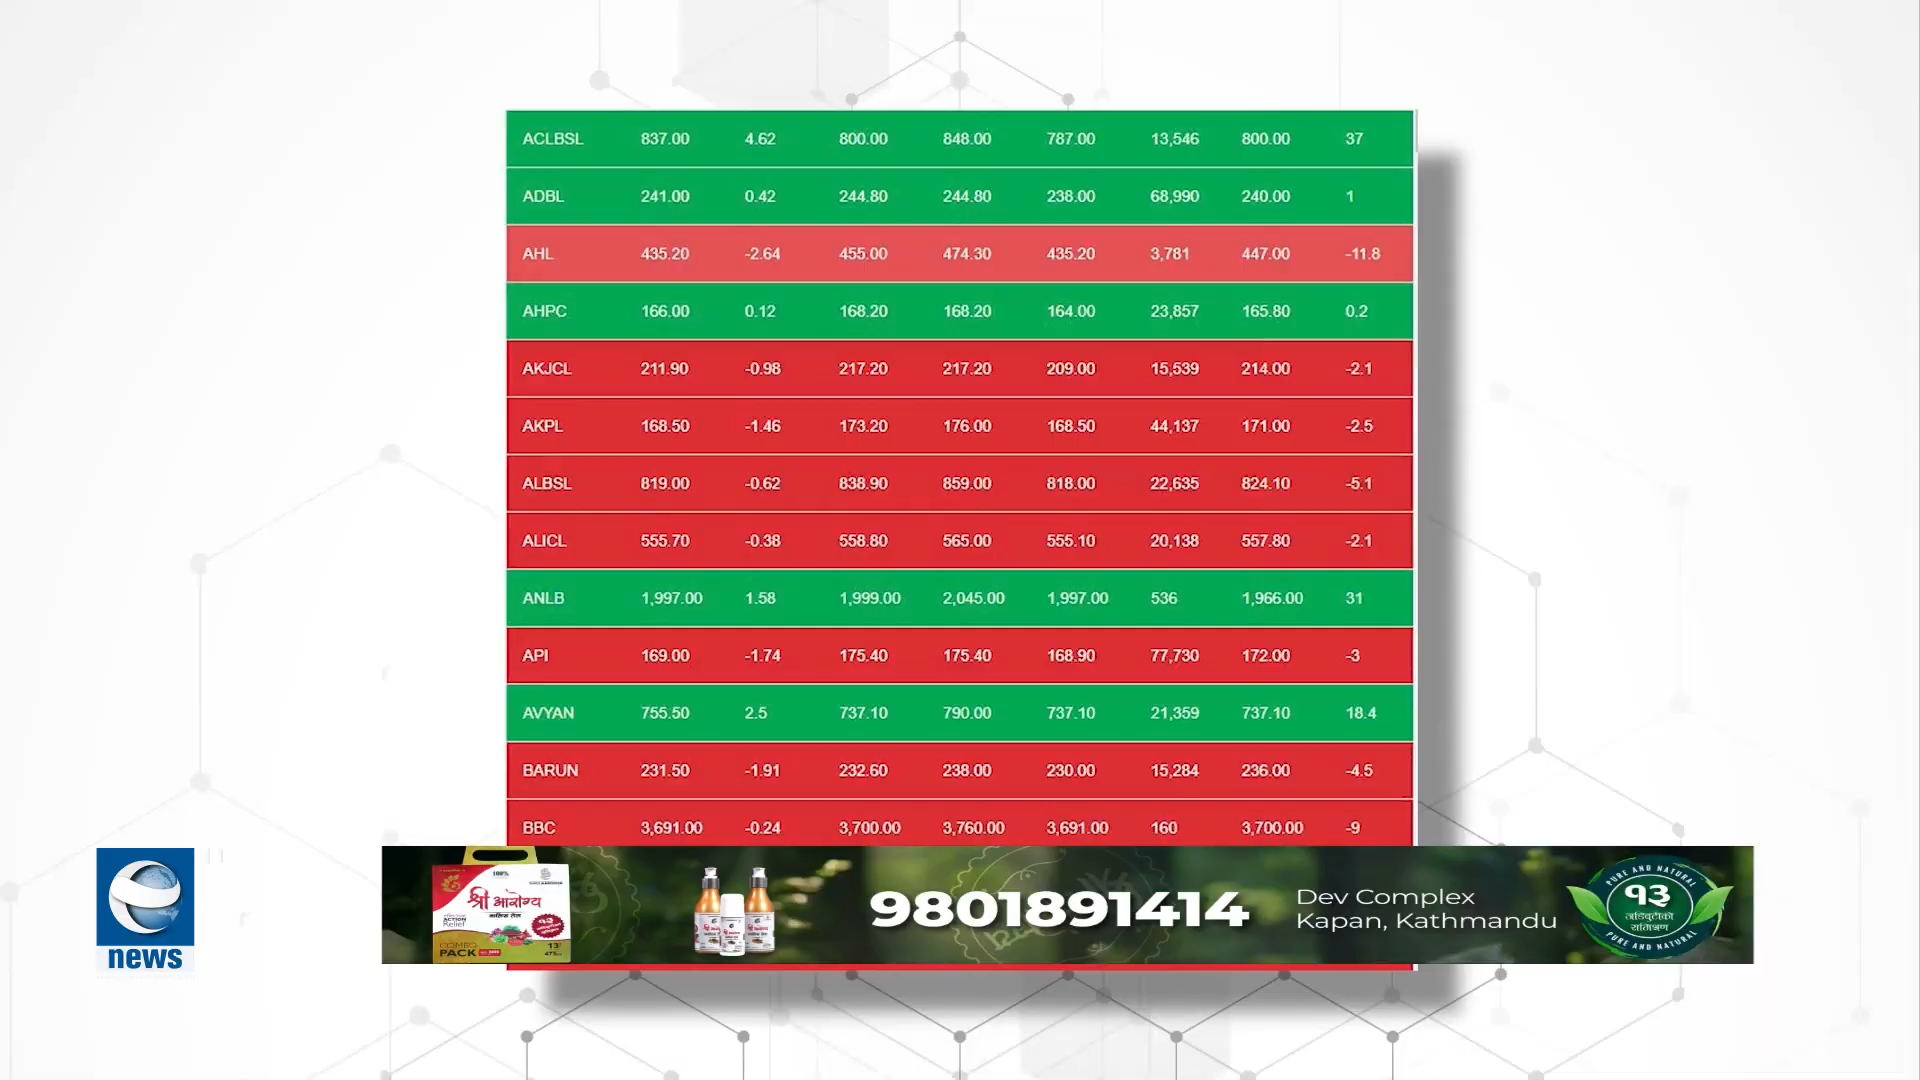 ACLBSL 837.00 4.62 800.00 848.00 787.00 13,546 800.00 37
ADBL 241.00 0.42 244.80 244.80 238.00 68,990 240.00 1
AHL 435.20 -2.64 455.00 474.30 435.20 3,781 447.00 -11.8
AHPC 166.00 0.12 168.20 168.20 164.00 23,857 165.80 0.2
AKJCL 211.90 -0.98 217.20 217.20 209.00 15,539 214.00 -2.1
AKPL 168.50 -1.46 173.20 176.00 168.50 44,137 171.00 -2.5
ALBSL 819.00 -0.62 838.90 859.00 818.00 22,635 824.10 -5.1
ALICL 555.70 -0.38 558.80 565.00 555.10 20,138 557.80 -2.1
ANLB 1,997.00 1.58 1,999.00 2,045.00 1,997.00 536 1,966.00 31
API 169.00 -1.74 175.40 175.40 168.90 77,730 172.00 -3
AVYAN 755.50 2.5 737.10 790.00 737.10 21,359 737.10 18.4
BARUN 231.50 -1.91 232.60 238.00 230.00 15,284 236.00 -4.5
BBC 3,691.00 -0.24 3,700.00 3,760.00 3,691.00 160 3,700.00 -9
news
100%
श्री आरोग्य
मालिस तेल
ACTION
Relief
COMBO
PACK
13
9801891414
Dev Complex
Kapan, Kathmandu
PURE AND NATURAL
१३
जडिबुटीको
संमिश्रण
PURE AND NATURAL